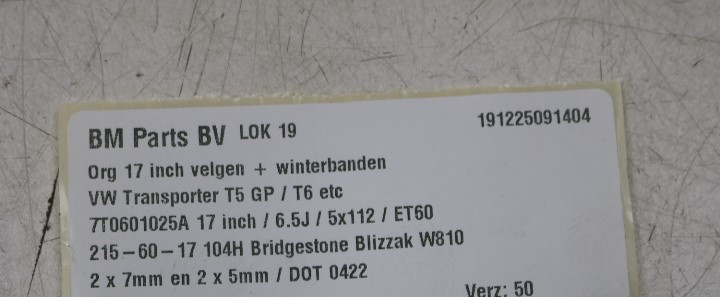 BM Parts BV LOK 19 191225091404
Org 17 inch velgen + winterbanden
VW Transporter T5 GP / T6 etc
7T0601025A 17 inch / 6.5J / 5x112 / ET60
215-60-17 104H Bridgestone Blizzak W810
2 x 7mm en 2 x 5mm / DOT 0422
Verz: 50